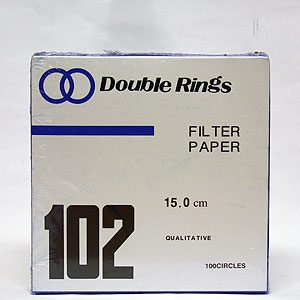 Double Rings
FILTER
PAPER
15.0 cm
102
QUALITATIVE
100CIRCLES